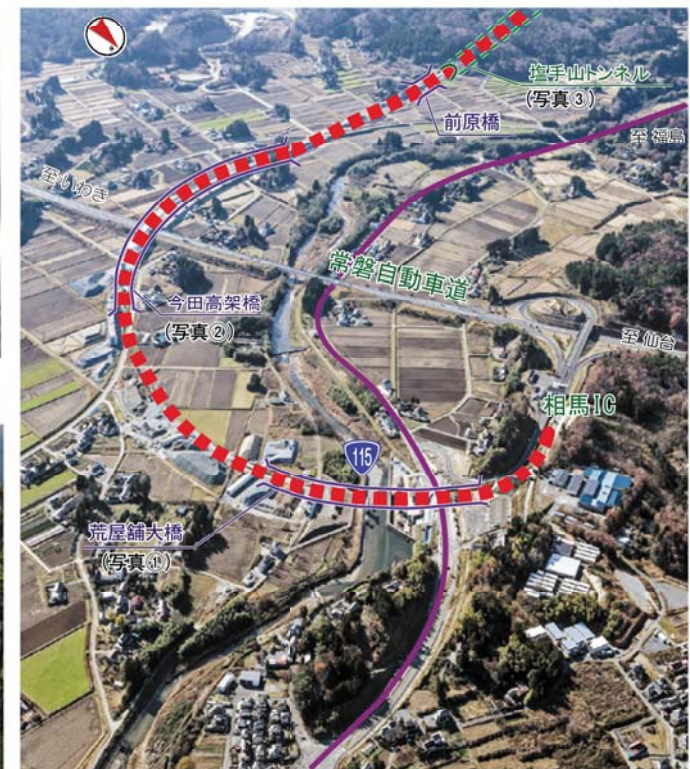 塩手山トンネル
(写真③)
前原橋
至 福島
至 いわき
常磐自動車道
今田高架橋
(写真②)
至 仙台
相馬IC
115
荒屋舗大橋
(写真①)